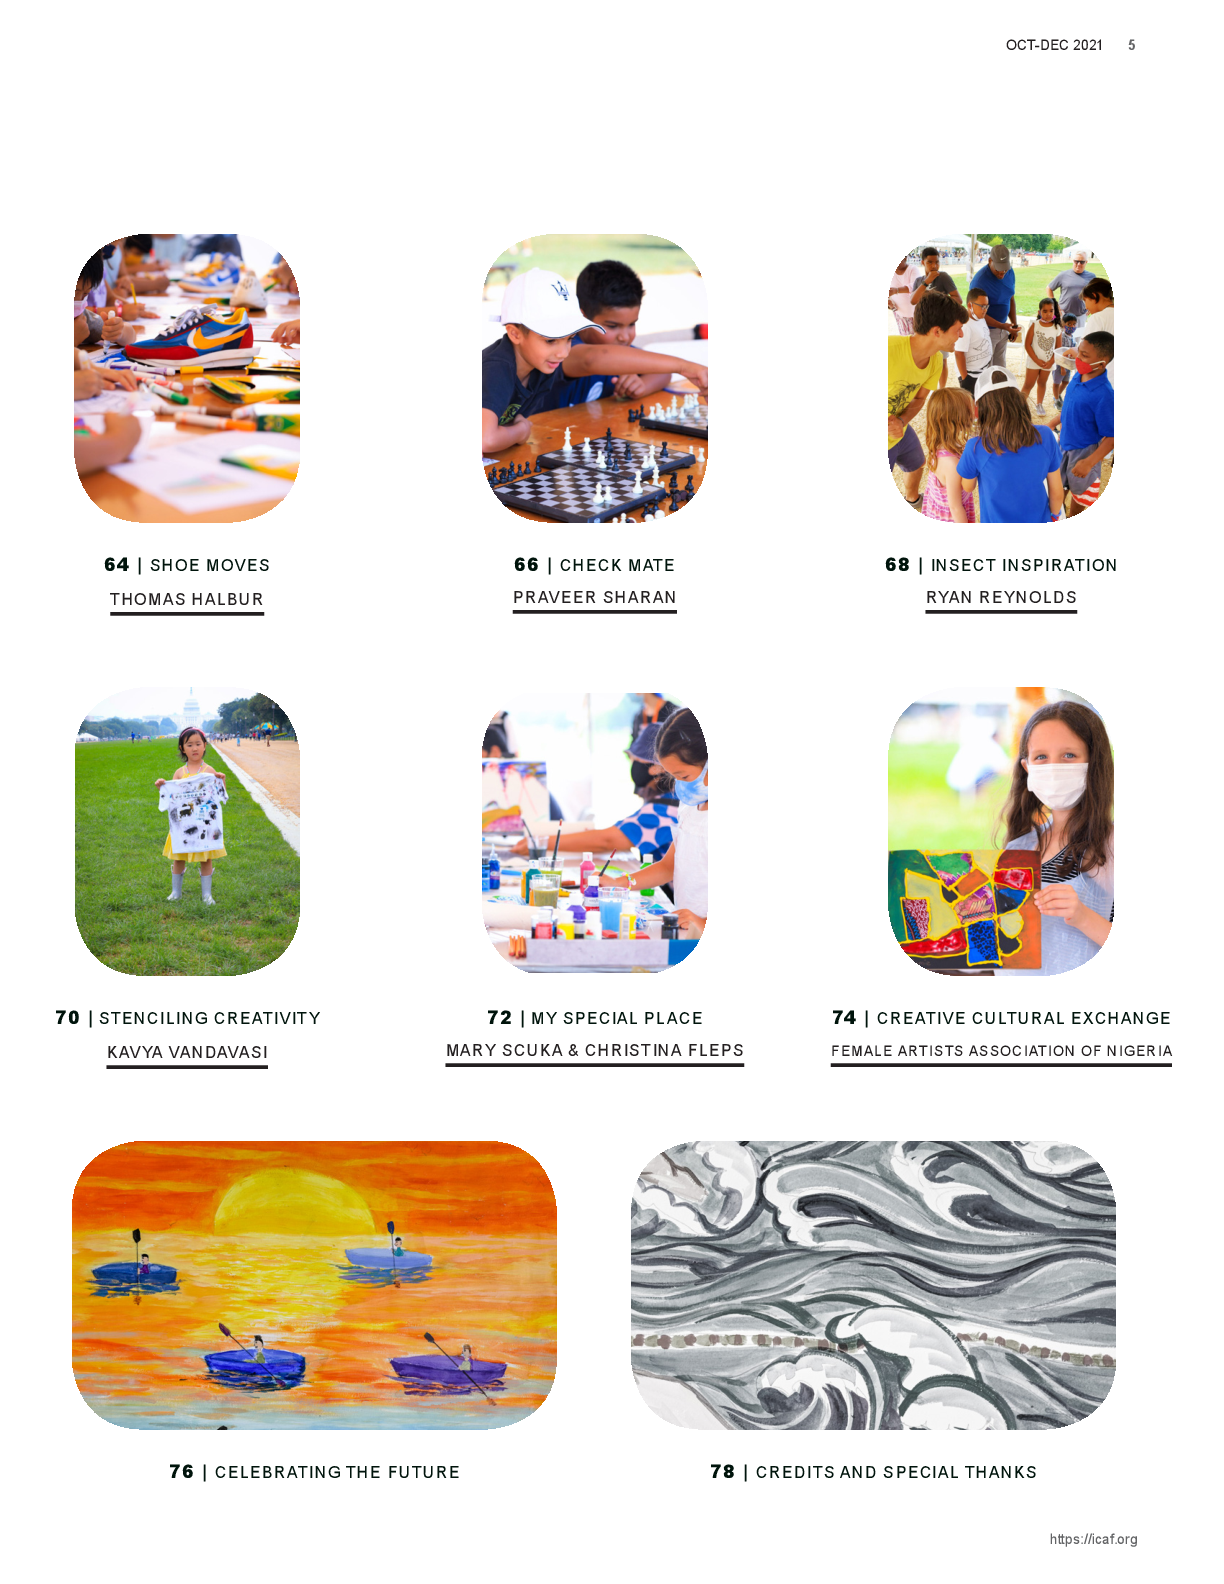 OCT-DEC 2021 5
64 | SHOE MOVES
THOMAS HALBUR
66 | CHECK MATE
PRAVEER SHARAN
68 | INSECT INSPIRATION
RYAN REYNOLDS
70 | STENCILING CREATIVITY
KAVYA VANDAVASI
72 | MY SPECIAL PLACE
MARY SCUKA & CHRISTINA FLEPS
74 | CREATIVE CULTURAL EXCHANGE
FEMALE ARTISTS ASSOCIATION OF NIGERIA
76 | CELEBRATING THE FUTURE
78 | CREDITS AND SPECIAL THANKS
https://icaf.org